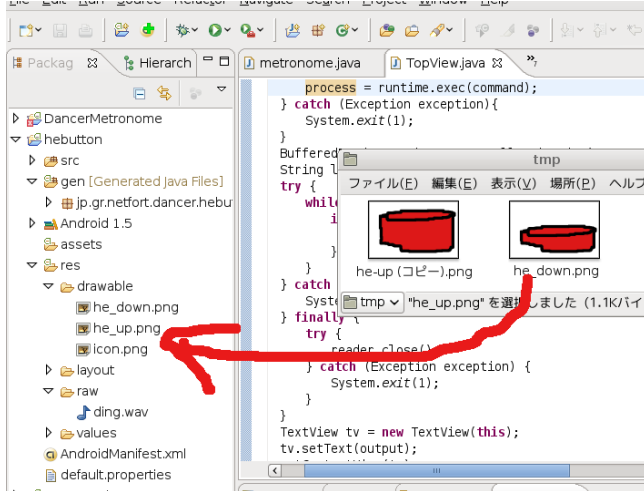 File Edit Run Source Refactor Navigate Search Project Window Help
Packag
Hierarch
metronome.java
TopView.java
DancerMetronome
hebutton
src
gen [Generated Java Files]
jp.gr.netfort.dancer.hebu
Android 1.5
assets
res
drawable
he_down.png
he_up.png
icon.png
layout
raw
ding.wav
values
AndroidManifest.xml
default.properties
process = runtime.exec(command);
} catch (Exception exception){
System.exit(1);
}
String l
try {
while
i
}
}
} catch
Syste
} finally {
try {
reader.close()
} catch (Exception exception) {
System.exit(1);
}
}
TextView tv = new TextView(this);
tv.setText(output);
tmp
ファイル(F) 編集(E) 表示(V) 場所(P) ヘルプ
he-up (コピー).png
he_down.png
tmp
"he_up.png" を選択しました (1.1Kバイ